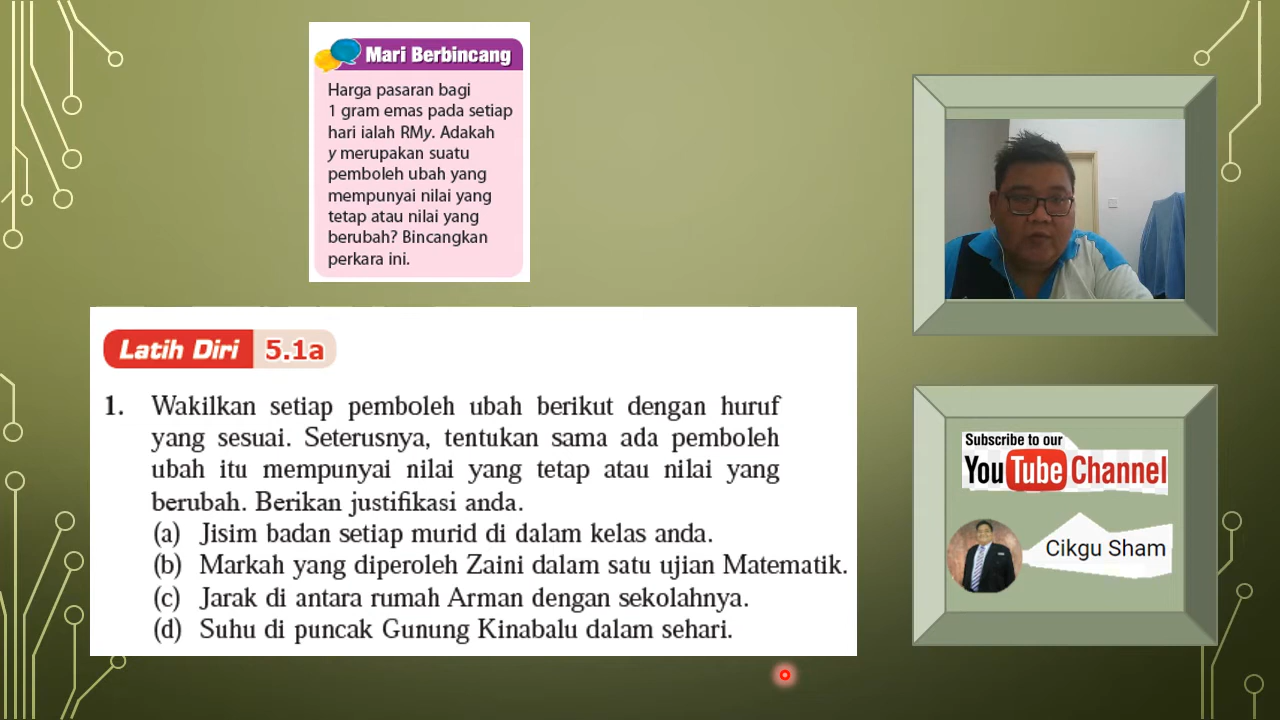 Mari Berbincang
Harga pasaran bagi
1 gram emas pada setiap
hari ialah RMy. Adakah
y merupakan suatu
pemboleh ubah yang
mempunyai nilai yang
tetap atau nilai yang
berubah? Bincangkan
perkara ini.
Latih Diri 5.1a
1. Wakilkan setiap pemboleh ubah berikut dengan huruf
yang sesuai. Seterusnya, tentukan sama ada pemboleh
ubah itu mempunyai nilai yang tetap atau nilai yang
berubah. Berikan justifikasi anda.
(a) Jisim badan setiap murid di dalam kelas anda.
(b) Markah yang diperoleh Zaini dalam satu ujian Matematik.
(c) Jarak di antara rumah Arman dengan sekolahnya.
(d) Suhu di puncak Gunung Kinabalu dalam sehari.
Subscribe to our
YouTube Channel
Cikgu Sham